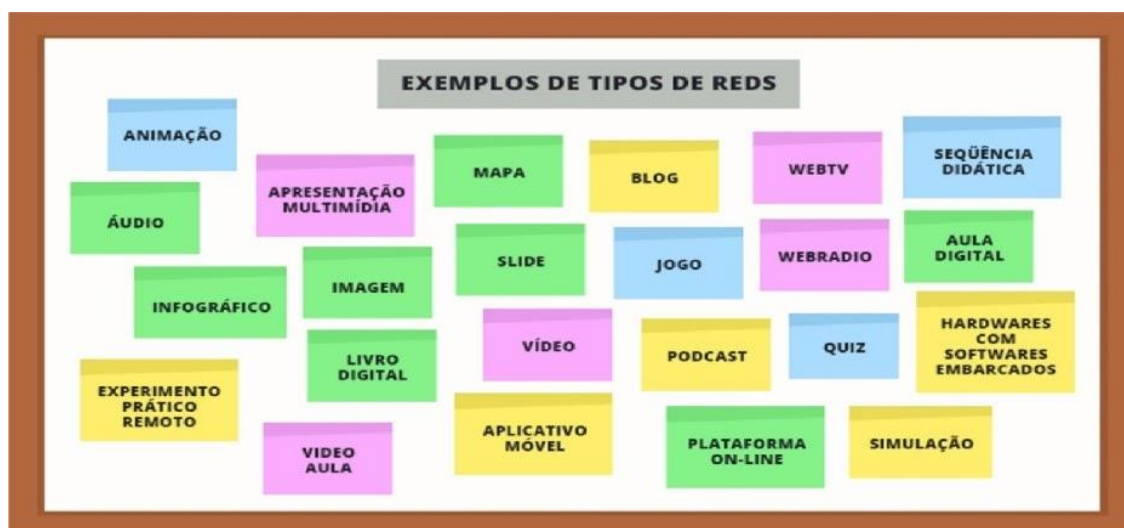 EXEMPLOS DE TIPOS DE REDS
ANIMAÇÃO
APRESENTAÇÃO
MULTIMÍDIA
MAPA
BLOG
WEBTV
SEQÜÊNCIA
DIDÁTICA
ÁUDIO
INFOGRÁFICO
IMAGEM
SLIDE
JOGO
WEBRADIO
AULA
DIGITAL
LIVRO
DIGITAL
VÍDEO
PODCAST
QUIZ
HARDWARES
COM
SOFTWARES
EMBARCADOS
EXPERIMENTO
PRÁTICO
REMOTO
VIDEO
AULA
APLICATIVO
MÓVEL
PLATAFORMA
ON-LINE
SIMULAÇÃO